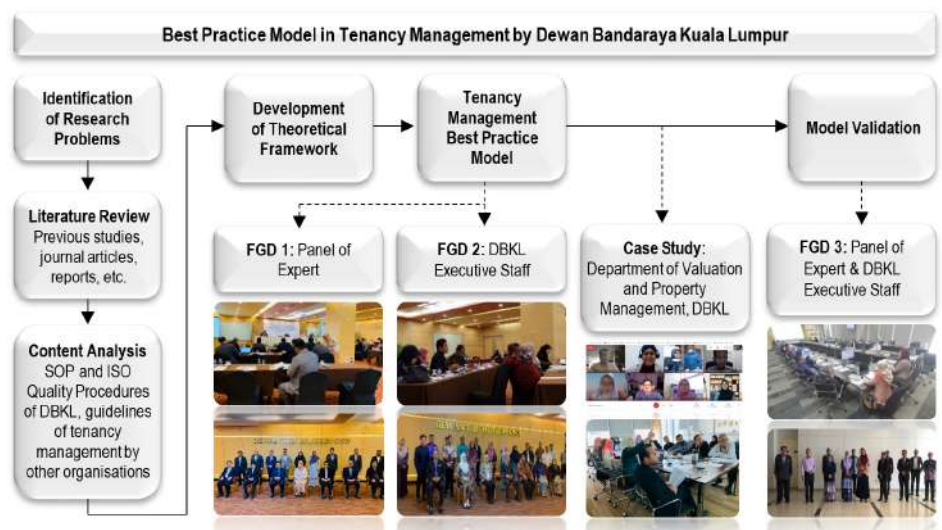 Best Practice Model in Tenancy Management by Dewan Bandaraya Kuala Lumpur
Identification
of Research
Problems
Literature Review
Previous studies,
journal articles,
reports, etc.
Content Analysis
SOP and ISO
Quality Procedures
of DBKL, guidelines
of tenancy
management by
other organisations
Development
of Theoretical
Framework
Tenancy
Management
Best Practice
Model
Model Validation
FGD 1: Panel of
Expert
FGD 2: DBKL
Executive Staff
Case Study:
Department of Valuation
and Property
Management, DBKL
FGD 3: Panel of
Expert & DBKL
Executive Staff